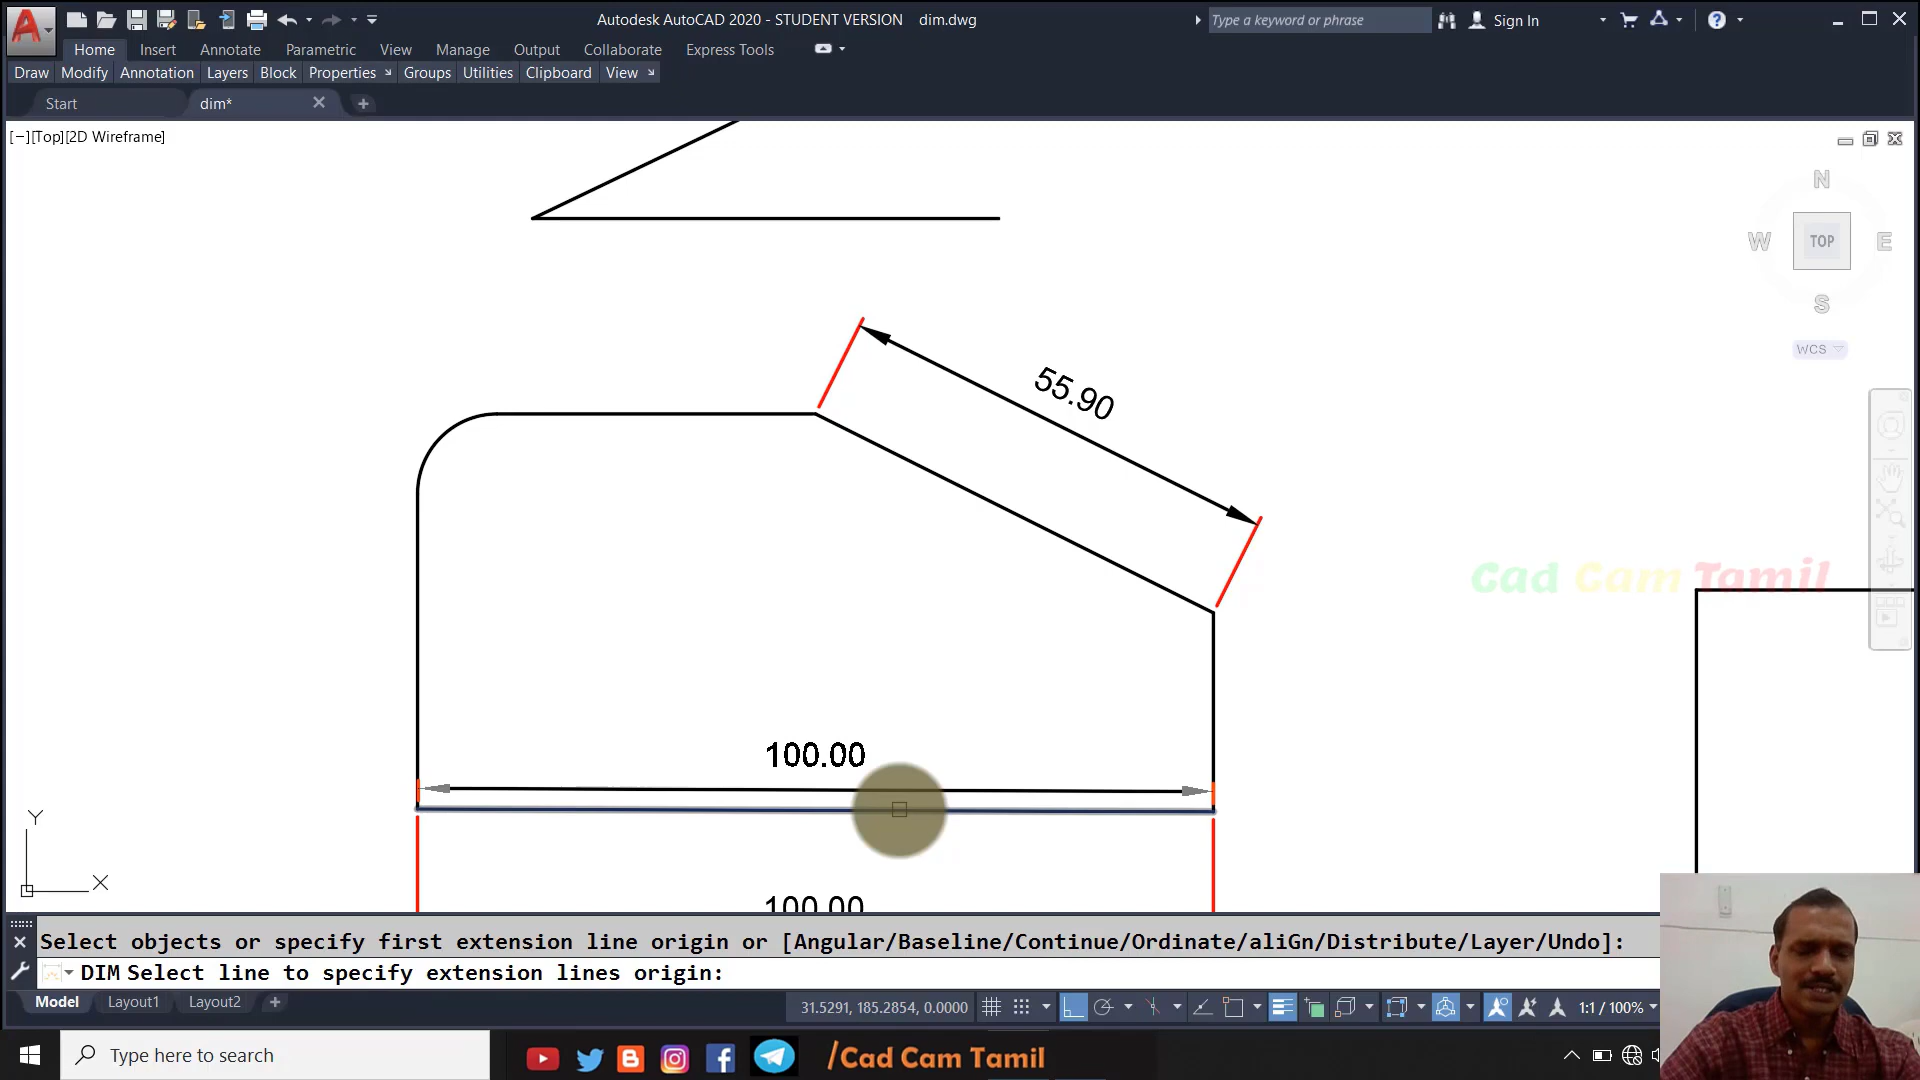 Autodesk AutoCAD 2020 - STUDENT VERSION dim.dwg
Type a keyword or phrase
Sign In
Home Insert Annotate Parametric View Manage Output Collaborate Express Tools
Draw Modify Annotation Layers Block Properties Groups Utilities Clipboard View
Start dim*
[−][Top][2D Wireframe]
N
W TOP E
S
WCS
55.90
Cad Cam Tamil
100.00
Y
X
100.00
Select objects or specify first extension line origin or [Angular/Baseline/Continue/Ordinate/aliGn/Distribute/Layer/Undo]:
DIM Select line to specify extension lines origin:
Model Layout1 Layout2
31.5291, 185.2854, 0.0000
1:1 / 100%
Type here to search
/Cad Cam Tamil